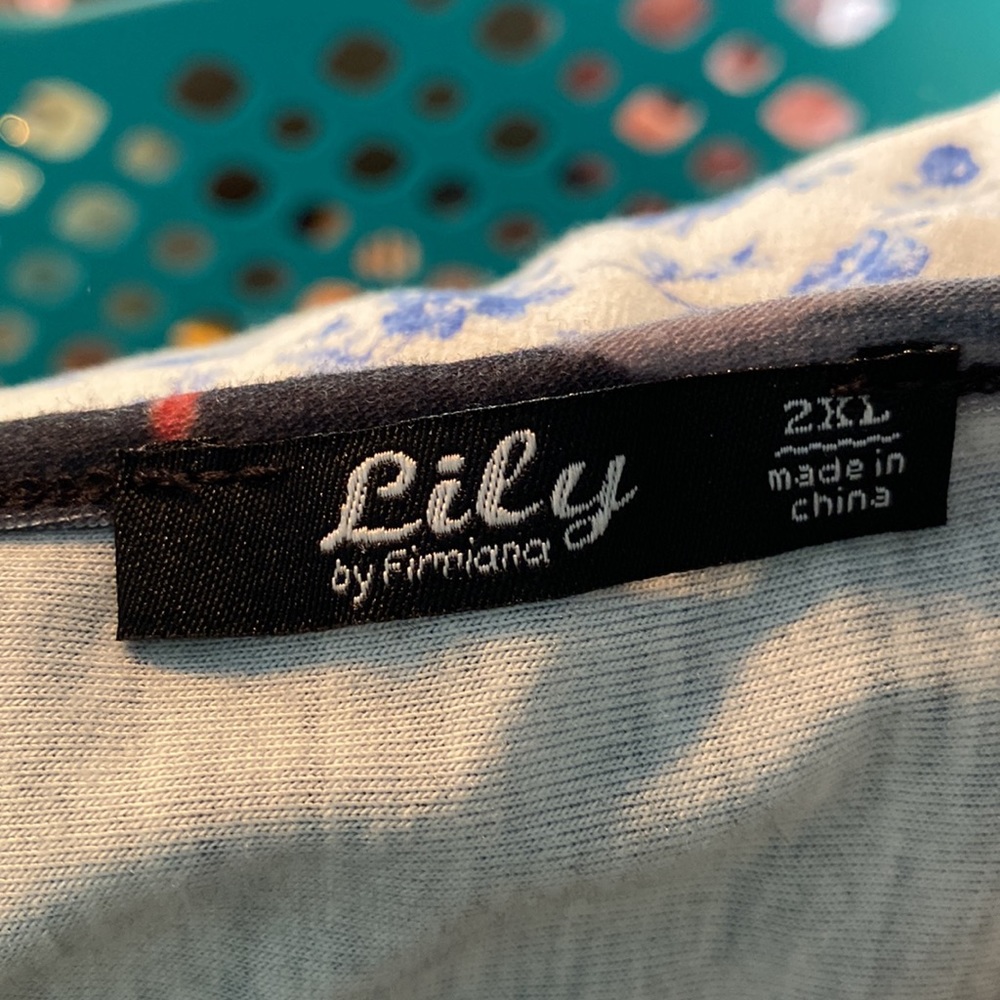 Lily
by Firmiana
2XL
made in
china